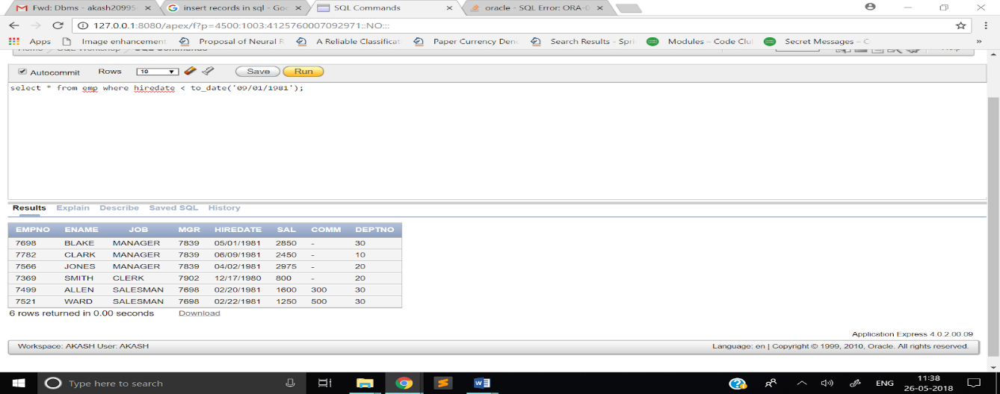 Fwd: Dbms - akash20995 × insert records in sql - Goo × SQL Commands × oracle - SQL Error: ORA-0 ×
127.0.0.1:8080/apex/f?p=4500:1003:4125760007092971::NO:::
Apps Image enhancement Proposal of Neural R A Reliable Classificat Paper Currency Deno Search Results - Spri Modules – Code Clu Secret Messages – C »
Autocommit Rows 10 Save Run
select * from emp where hiredate < to_date('09/01/1981');
Results Explain Describe Saved SQL History
EMPNO ENAME JOB MGR HIREDATE SAL COMM DEPTNO
7698 BLAKE MANAGER 7839 05/01/1981 2850 - 30
7782 CLARK MANAGER 7839 06/09/1981 2450 - 10
7566 JONES MANAGER 7839 04/02/1981 2975 - 20
7369 SMITH CLERK 7902 12/17/1980 800 - 20
7499 ALLEN SALESMAN 7698 02/20/1981 1600 300 30
7521 WARD SALESMAN 7698 02/22/1981 1250 500 30
6 rows returned in 0.00 seconds Download
Application Express 4.0.2.00.09
Workspace: AKASH User: AKASH Language: en | Copyright © 1999, 2010, Oracle. All rights reserved.
Type here to search ENG 11:38
26-05-2018